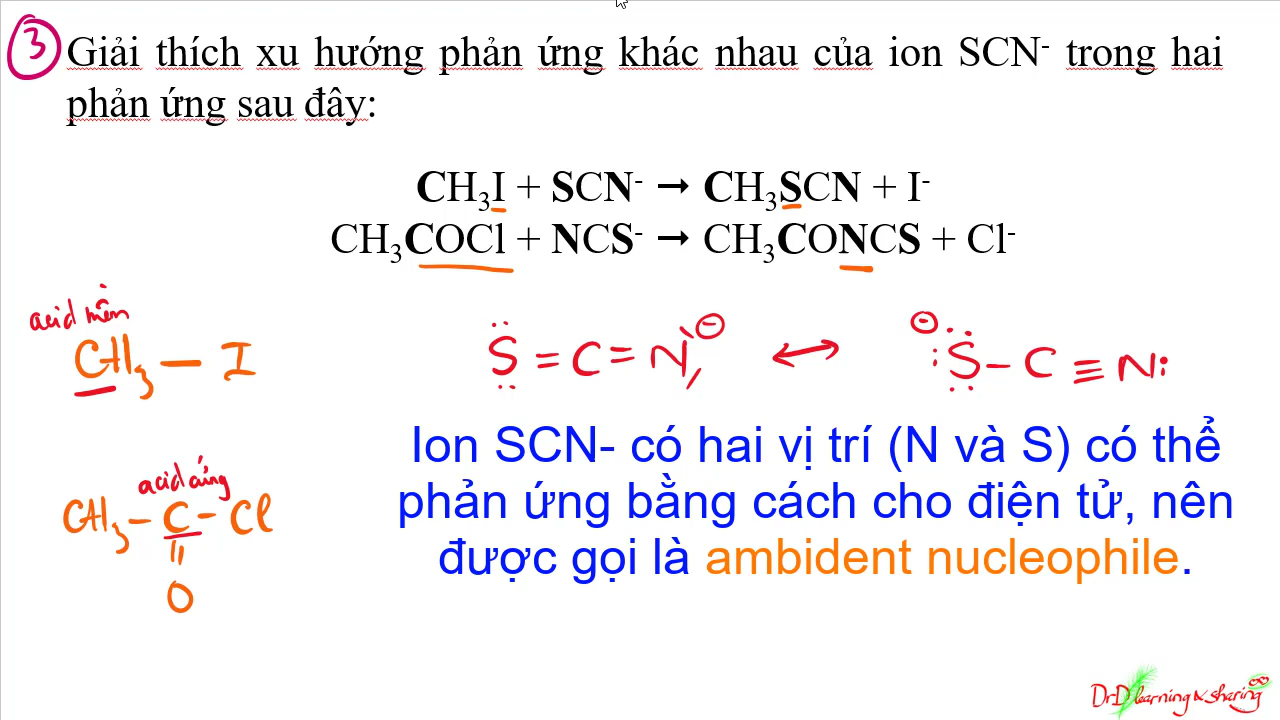 3 Giải thích xu hướng phản ứng khác nhau của ion SCN⁻ trong hai
phản ứng sau đây:
CH₃I + SCN⁻ → CH₃SCN + I⁻
CH₃COCl + NCS⁻ → CH₃CONCS + Cl⁻
acid mềm
CH₃ — I
S = C = N ⊖ ↔ ⊖ :S — C ≡ N:
Ion SCN- có hai vị trí (N và S) có thể
phản ứng bằng cách cho điện tử, nên
được gọi là ambident nucleophile.
acid cứng
CH₃ — C — Cl
O
DrD learning & sharing